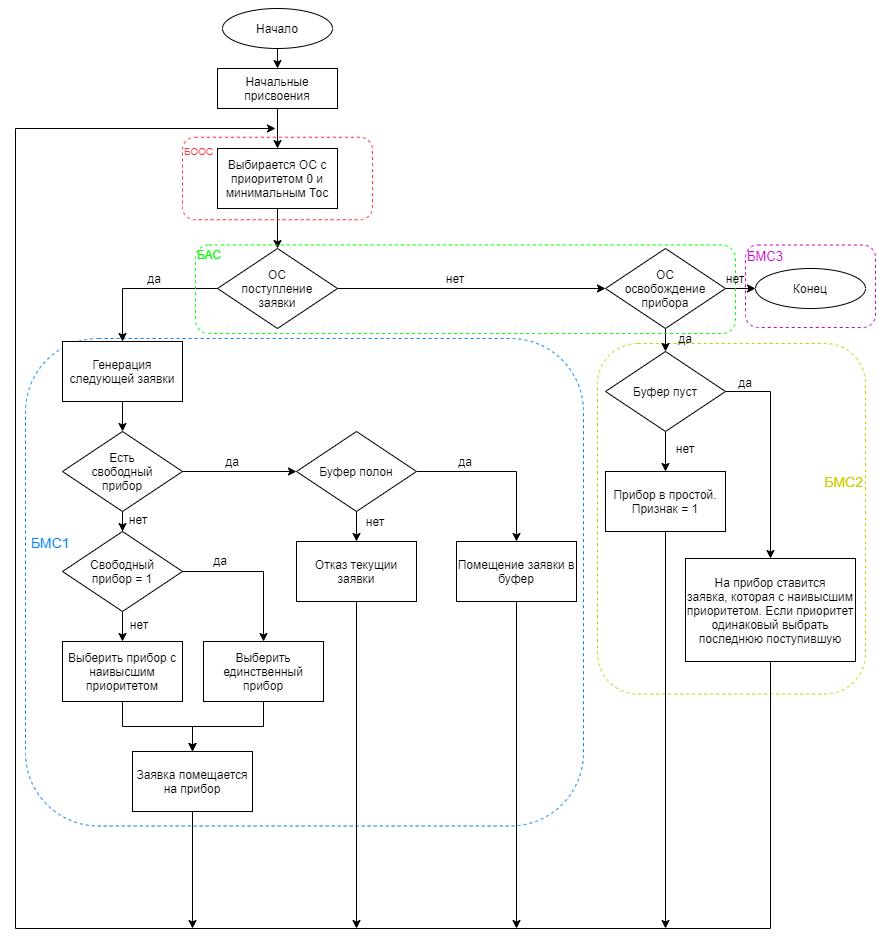 Начало
Начальные
присвоения
БООС
Выбирается ОС с
приоритетом 0 и
минимальным Тос
БАС
ОС
поступление
заявки
да
нет
ОС
освобождение
прибора
нет
БМС3
Конец
да
Генерация
следующей заявки
Буфер пуст
да
нет
Есть
свободный
прибор
да
Буфер полон
да
нет
нет
БМС1
Свободный
прибор = 1
да
нет
Отказ текущии
заявки
Помещение заявки в
буфер
Прибор в простой.
Признак = 1
БМС2
На прибор ставится
заявка, которая с наивысшим
приоритетом. Если приоритет
одинаковый выбрать
последнюю поступившую
Выберить прибор с
наивысшим
приоритетом
Выберить
единственный
прибор
Заявка помещается
на прибор